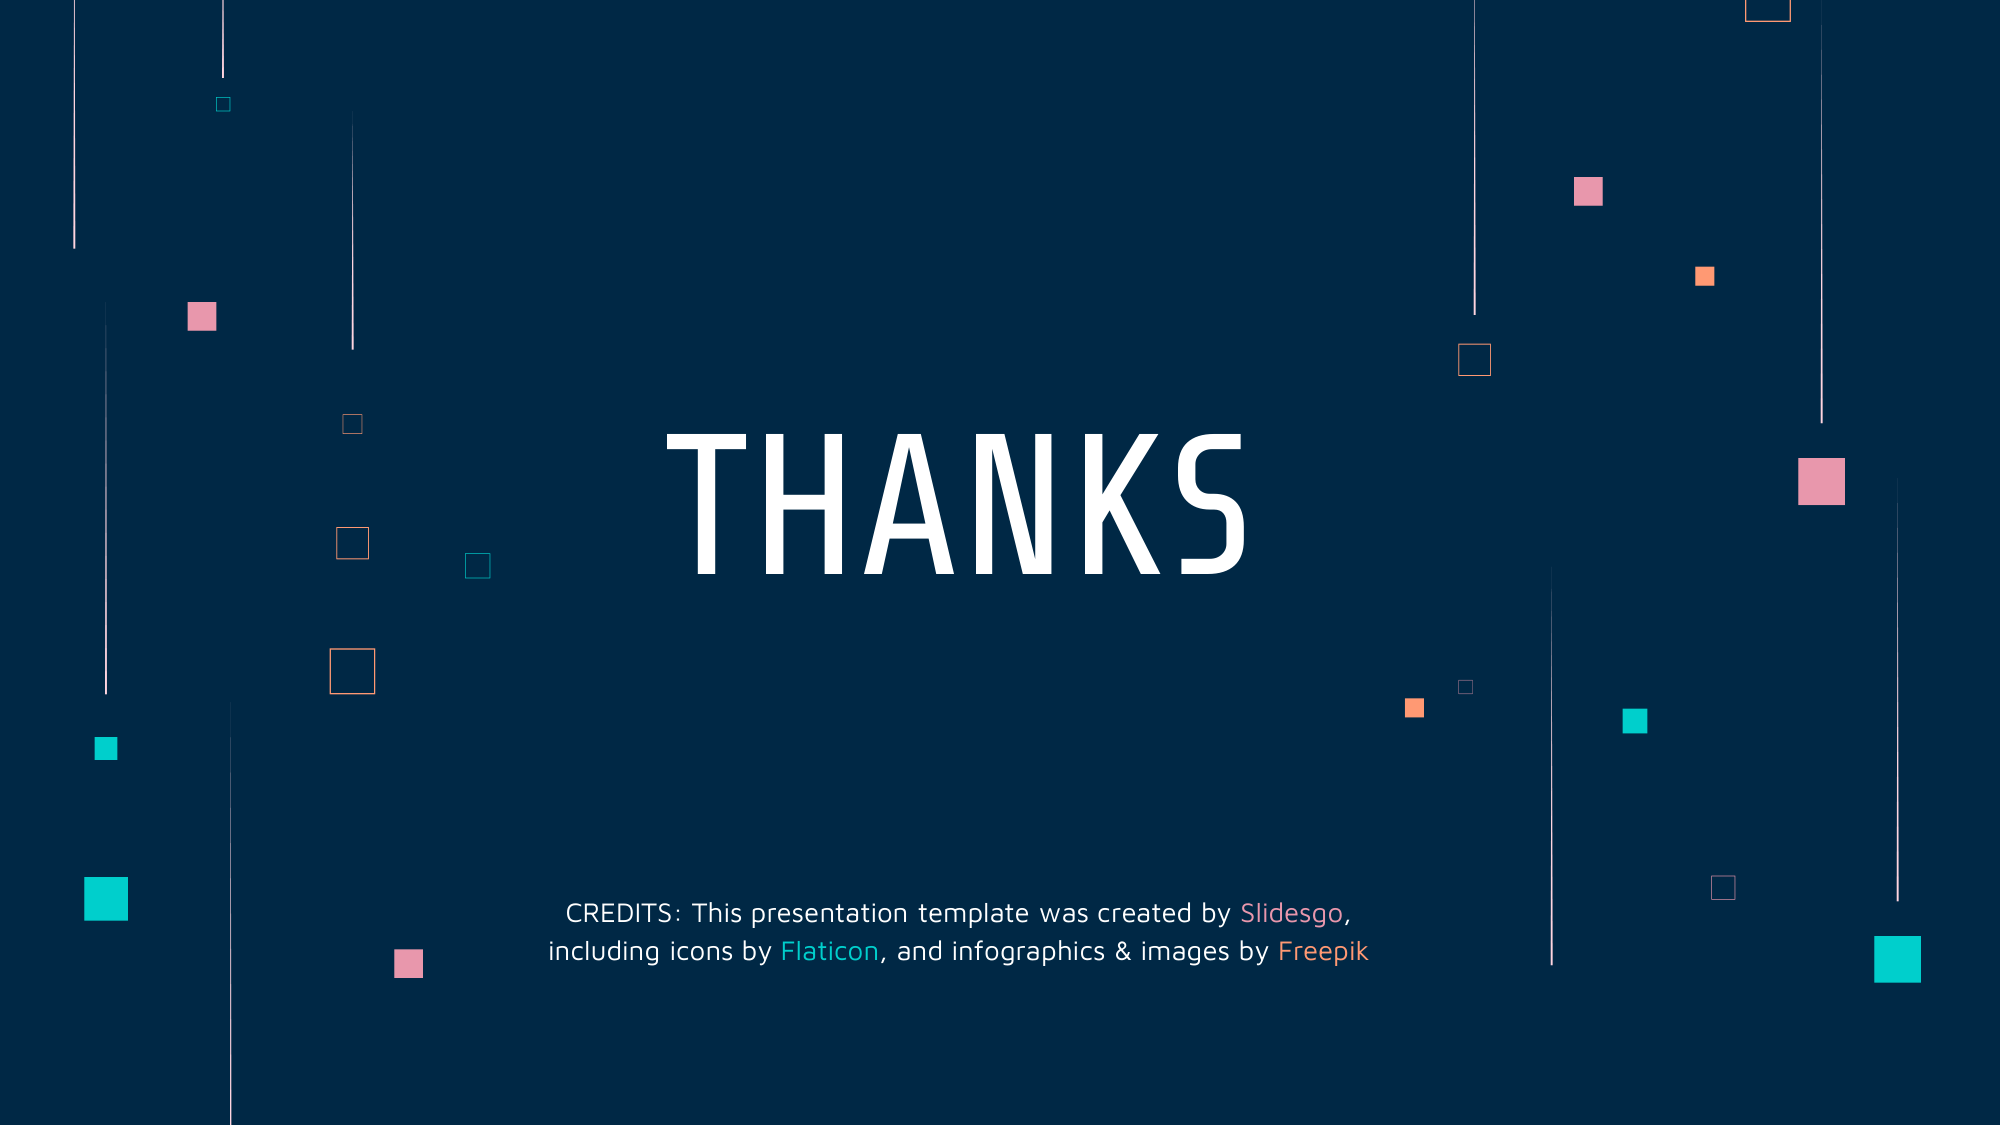 THANKS
CREDITS: This presentation template was created by Slidesgo,
including icons by Flaticon, and infographics & images by Freepik